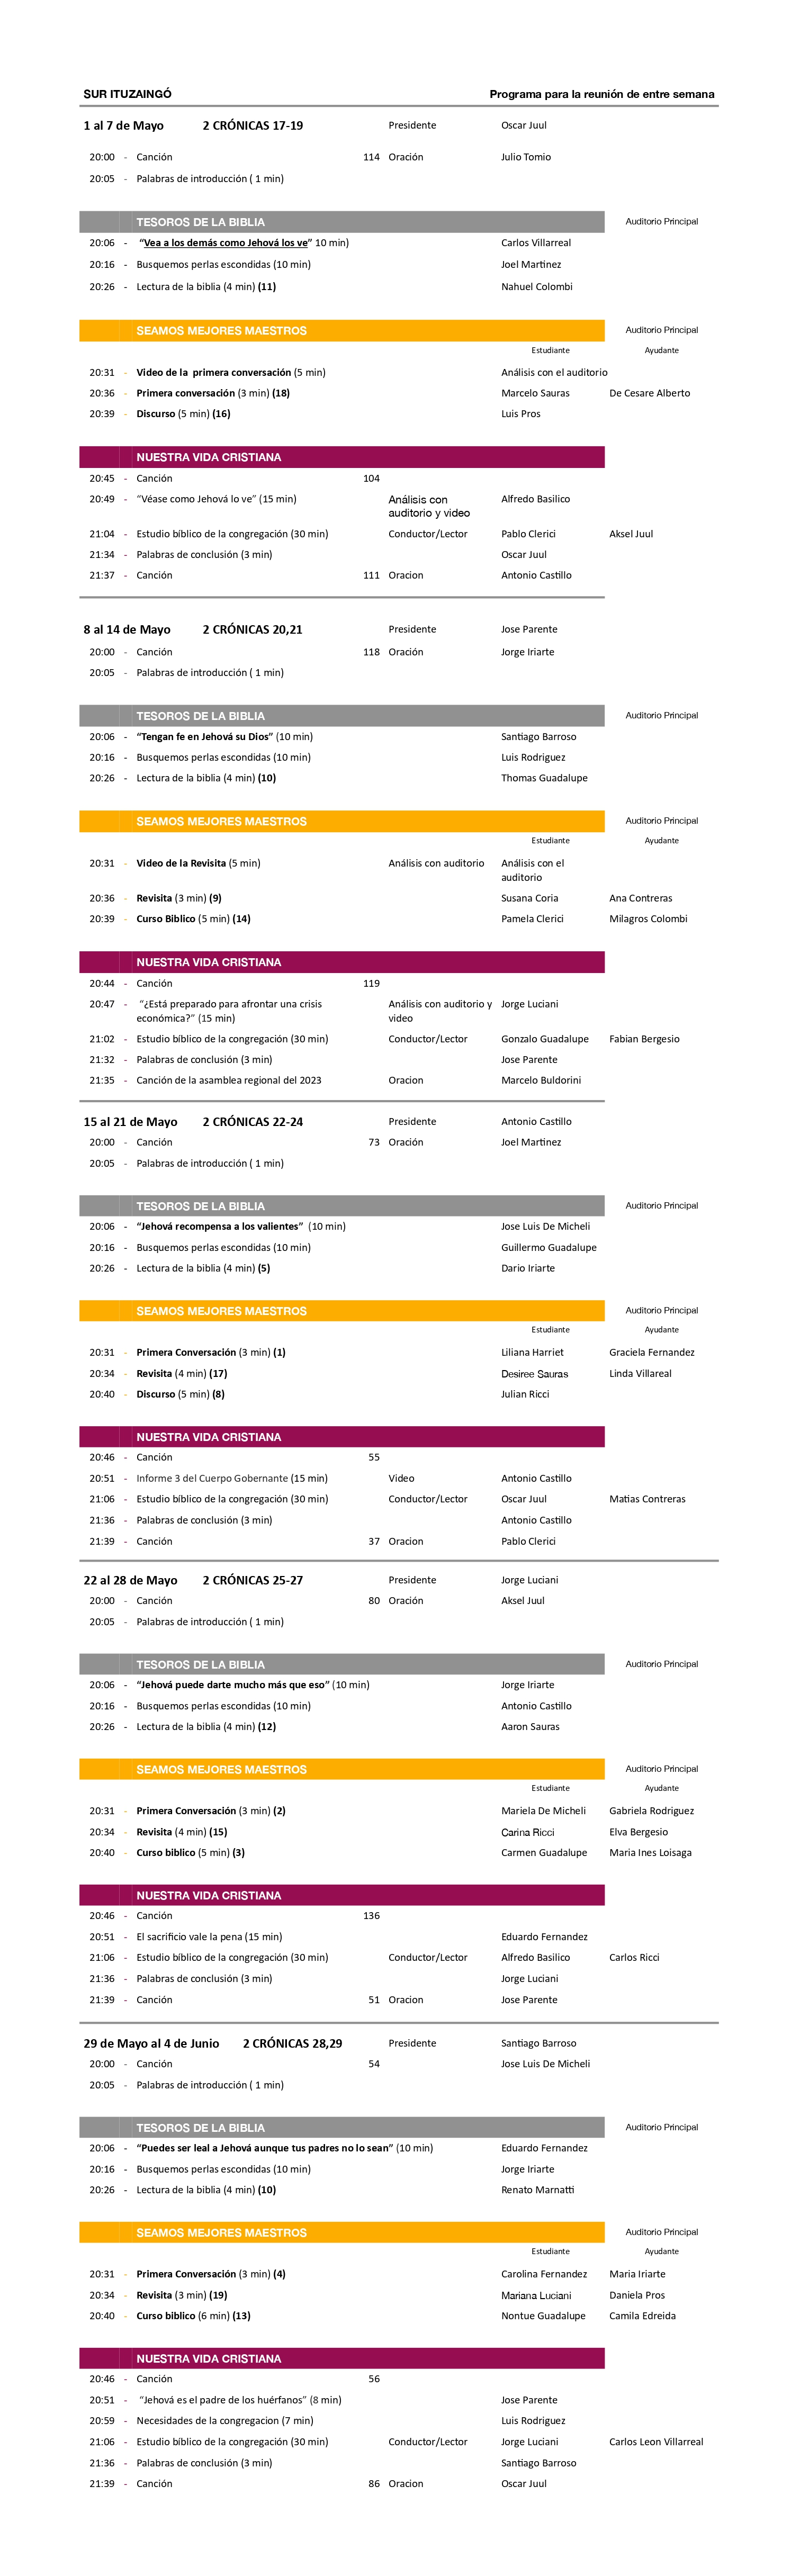 SUR ITUZAINGÓ Programa para la reunión de entre semana
1 al 7 de Mayo 2 CRÓNICAS 17-19 Presidente Oscar Juul
20:00 - Canción 114 Oración Julio Tomio
20:05 - Palabras de introducción ( 1 min)
TESOROS DE LA BIBLIA Auditorio Principal
20:06 - “Vea a los demás como Jehová los ve” 10 min) Carlos Villarreal
20:16 - Busquemos perlas escondidas (10 min) Joel Martinez
20:26 - Lectura de la biblia (4 min) (11) Nahuel Colombi
SEAMOS MEJORES MAESTROS Auditorio Principal
Estudiante Ayudante
20:31 - Video de la primera conversación (5 min) Análisis con el auditorio
20:36 - Primera conversación (3 min) (18) Marcelo Sauras De Cesare Alberto
20:39 - Discurso (5 min) (16) Luis Pros
NUESTRA VIDA CRISTIANA
20:45 - Canción 104
20:49 - “Véase como Jehová lo ve” (15 min) Análisis con Alfredo Basilico
auditorio y video
21:04 - Estudio bíblico de la congregación (30 min) Conductor/Lector Pablo Clerici Aksel Juul
21:34 - Palabras de conclusión (3 min) Oscar Juul
21:37 - Canción 111 Oracion Antonio Castillo
8 al 14 de Mayo 2 CRÓNICAS 20,21 Presidente Jose Parente
20:00 - Canción 118 Oración Jorge Iriarte
20:05 - Palabras de introducción ( 1 min)
TESOROS DE LA BIBLIA Auditorio Principal
20:06 - “Tengan fe en Jehová su Dios” (10 min) Santiago Barroso
20:16 - Busquemos perlas escondidas (10 min) Luis Rodriguez
20:26 - Lectura de la biblia (4 min) (10) Thomas Guadalupe
SEAMOS MEJORES MAESTROS Auditorio Principal
Estudiante Ayudante
20:31 - Video de la Revisita (5 min) Análisis con auditorio Análisis con el
auditorio
20:36 - Revisita (3 min) (9) Susana Coria Ana Contreras
20:39 - Curso Biblico (5 min) (14) Pamela Clerici Milagros Colombi
NUESTRA VIDA CRISTIANA
20:44 - Canción 119
20:47 - “¿Está preparado para afrontar una crisis Análisis con auditorio y Jorge Luciani
económica?” (15 min) video
21:02 - Estudio bíblico de la congregación (30 min) Conductor/Lector Gonzalo Guadalupe Fabian Bergesio
21:32 - Palabras de conclusión (3 min) Jose Parente
21:35 - Canción de la asamblea regional del 2023 Oracion Marcelo Buldorini
15 al 21 de Mayo 2 CRÓNICAS 22-24 Presidente Antonio Castillo
20:00 - Canción 73 Oración Joel Martinez
20:05 - Palabras de introducción ( 1 min)
TESOROS DE LA BIBLIA Auditorio Principal
20:06 - “Jehová recompensa a los valientes” (10 min) Jose Luis De Micheli
20:16 - Busquemos perlas escondidas (10 min) Guillermo Guadalupe
20:26 - Lectura de la biblia (4 min) (5) Dario Iriarte
SEAMOS MEJORES MAESTROS Auditorio Principal
Estudiante Ayudante
20:31 - Primera Conversación (3 min) (1) Liliana Harriet Graciela Fernandez
20:34 - Revisita (4 min) (17) Desiree Sauras Linda Villareal
20:40 - Discurso (5 min) (8) Julian Ricci
NUESTRA VIDA CRISTIANA
20:46 - Canción 55
20:51 - Informe 3 del Cuerpo Gobernante (15 min) Video Antonio Castillo
21:06 - Estudio bíblico de la congregación (30 min) Conductor/Lector Oscar Juul Matias Contreras
21:36 - Palabras de conclusión (3 min) Antonio Castillo
21:39 - Canción 37 Oracion Pablo Clerici
22 al 28 de Mayo 2 CRÓNICAS 25-27 Presidente Jorge Luciani
20:00 - Canción 80 Oración Aksel Juul
20:05 - Palabras de introducción ( 1 min)
TESOROS DE LA BIBLIA Auditorio Principal
20:06 - “Jehová puede darte mucho más que eso” (10 min) Jorge Iriarte
20:16 - Busquemos perlas escondidas (10 min) Antonio Castillo
20:26 - Lectura de la biblia (4 min) (12) Aaron Sauras
SEAMOS MEJORES MAESTROS Auditorio Principal
Estudiante Ayudante
20:31 - Primera Conversación (3 min) (2) Mariela De Micheli Gabriela Rodriguez
20:34 - Revisita (4 min) (15) Carina Ricci Elva Bergesio
20:40 - Curso biblico (5 min) (3) Carmen Guadalupe Maria Ines Loisaga
NUESTRA VIDA CRISTIANA
20:46 - Canción 136
20:51 - El sacrificio vale la pena (15 min) Eduardo Fernandez
21:06 - Estudio bíblico de la congregación (30 min) Conductor/Lector Alfredo Basilico Carlos Ricci
21:36 - Palabras de conclusión (3 min) Jorge Luciani
21:39 - Canción 51 Oracion Jose Parente
29 de Mayo al 4 de Junio 2 CRÓNICAS 28,29 Presidente Santiago Barroso
20:00 - Canción 54 Jose Luis De Micheli
20:05 - Palabras de introducción ( 1 min)
TESOROS DE LA BIBLIA Auditorio Principal
20:06 - “Puedes ser leal a Jehová aunque tus padres no lo sean” (10 min) Eduardo Fernandez
20:16 - Busquemos perlas escondidas (10 min) Jorge Iriarte
20:26 - Lectura de la biblia (4 min) (10) Renato Marnatti
SEAMOS MEJORES MAESTROS Auditorio Principal
Estudiante Ayudante
20:31 - Primera Conversación (3 min) (4) Carolina Fernandez Maria Iriarte
20:34 - Revisita (3 min) (19) Mariana Luciani Daniela Pros
20:40 - Curso biblico (6 min) (13) Nontue Guadalupe Camila Edreida
NUESTRA VIDA CRISTIANA
20:46 - Canción 56
20:51 - “Jehová es el padre de los huérfanos” (8 min) Jose Parente
20:59 - Necesidades de la congregacion (7 min) Luis Rodriguez
21:06 - Estudio bíblico de la congregación (30 min) Conductor/Lector Jorge Luciani Carlos Leon Villarreal
21:36 - Palabras de conclusión (3 min) Santiago Barroso
21:39 - Canción 86 Oracion Oscar Juul